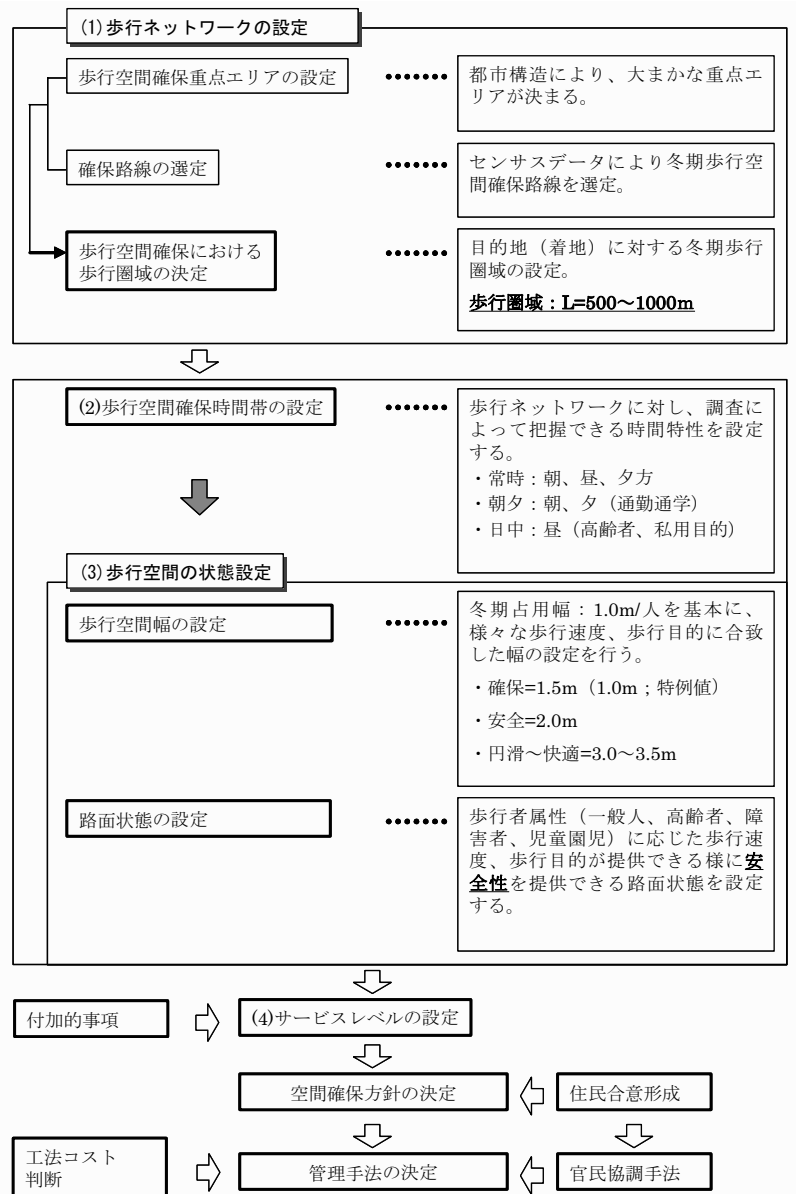 (1)歩行ネットワークの設定
歩行空間確保重点エリアの設定
都市構造により、大まかな重点エ
リアが決まる。
確保路線の選定
センサスデータにより冬期歩行空
間確保路線を選定。
歩行空間確保における
歩行圏域の決定
目的地（着地）に対する冬期歩行
圏域の設定。
歩行圏域：L=500～1000m
(2)歩行空間確保時間帯の設定
歩行ネットワークに対し、調査に
よって把握できる時間特性を設定
する。
・常時：朝、昼、夕方
・朝夕：朝、夕（通勤通学）
・日中：昼（高齢者、私用目的）
(3)歩行空間の状態設定
歩行空間幅の設定
冬期占用幅：1.0m/人を基本に、
様々な歩行速度、歩行目的に合致
した幅の設定を行う。
・確保=1.5m（1.0m；特例値）
・安全=2.0m
・円滑～快適=3.0～3.5m
路面状態の設定
歩行者属性（一般人、高齢者、障
害者、児童園児）に応じた歩行速
度、歩行目的が提供できる様に安
全性を提供できる路面状態を設定
する。
付加的事項
(4)サービスレベルの設定
空間確保方針の決定
住民合意形成
工法コスト
判断
管理手法の決定
官民協調手法